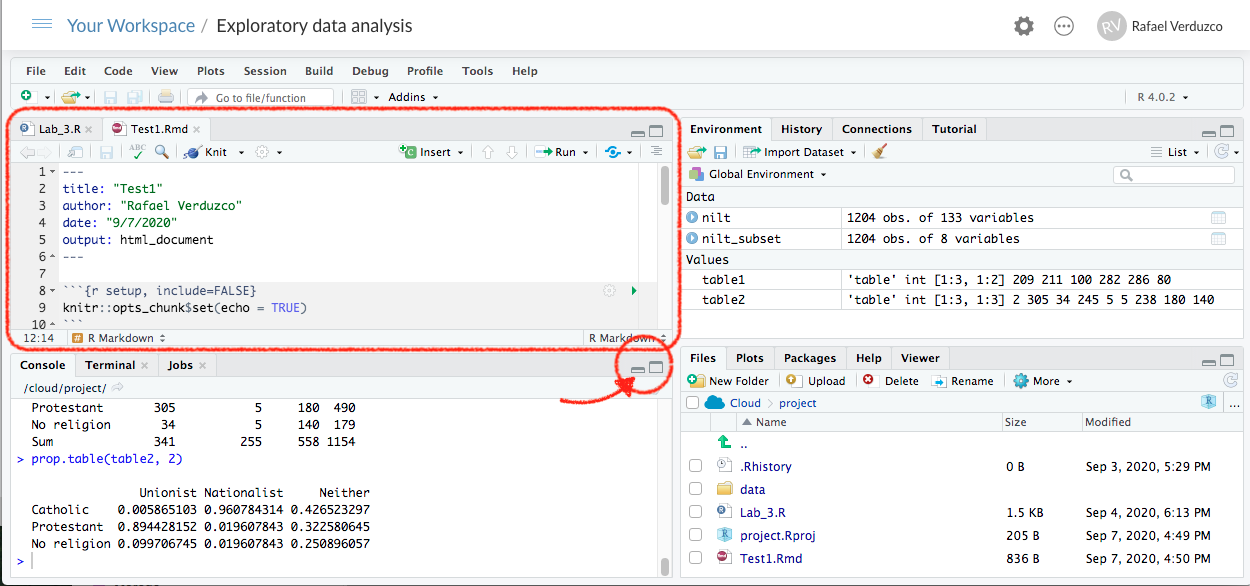 Your Workspace / Exploratory data analysis
RV Rafael Verduzco
File Edit Code View Plots Session Build Debug Profile Tools Help
Go to file/function Addins R 4.0.2
Lab_3.R Test1.Rmd
ABC Knit Insert Run
1 ---
2 title: "Test1"
3 author: "Rafael Verduzco"
4 date: "9/7/2020"
5 output: html_document
6 ---
7
8 ```{r setup, include=FALSE}
9 knitr::opts_chunk$set(echo = TRUE)
10 ```
12:14 # R Markdown R Markdown
Console Terminal Jobs
/cloud/project/
Protestant 305 5 180 490
No religion 34 5 140 179
Sum 341 255 558 1154
> prop.table(table2, 2)
Unionist Nationalist Neither
Catholic 0.005865103 0.960784314 0.426523297
Protestant 0.894428152 0.019607843 0.322580645
No religion 0.099706745 0.019607843 0.250896057
>
Environment History Connections Tutorial
Import Dataset List
Global Environment
Data
nilt 1204 obs. of 133 variables
nilt_subset 1204 obs. of 8 variables
Values
table1 'table' int [1:3, 1:2] 209 211 100 282 286 80
table2 'table' int [1:3, 1:3] 2 305 34 245 5 5 238 180 140
Files Plots Packages Help Viewer
New Folder Upload Delete Rename More
Cloud > project R ...
Name Size Modified
..
.Rhistory 0 B Sep 3, 2020, 5:29 PM
data
Lab_3.R 1.5 KB Sep 4, 2020, 6:13 PM
project.Rproj 205 B Sep 7, 2020, 4:49 PM
Test1.Rmd 836 B Sep 7, 2020, 4:50 PM